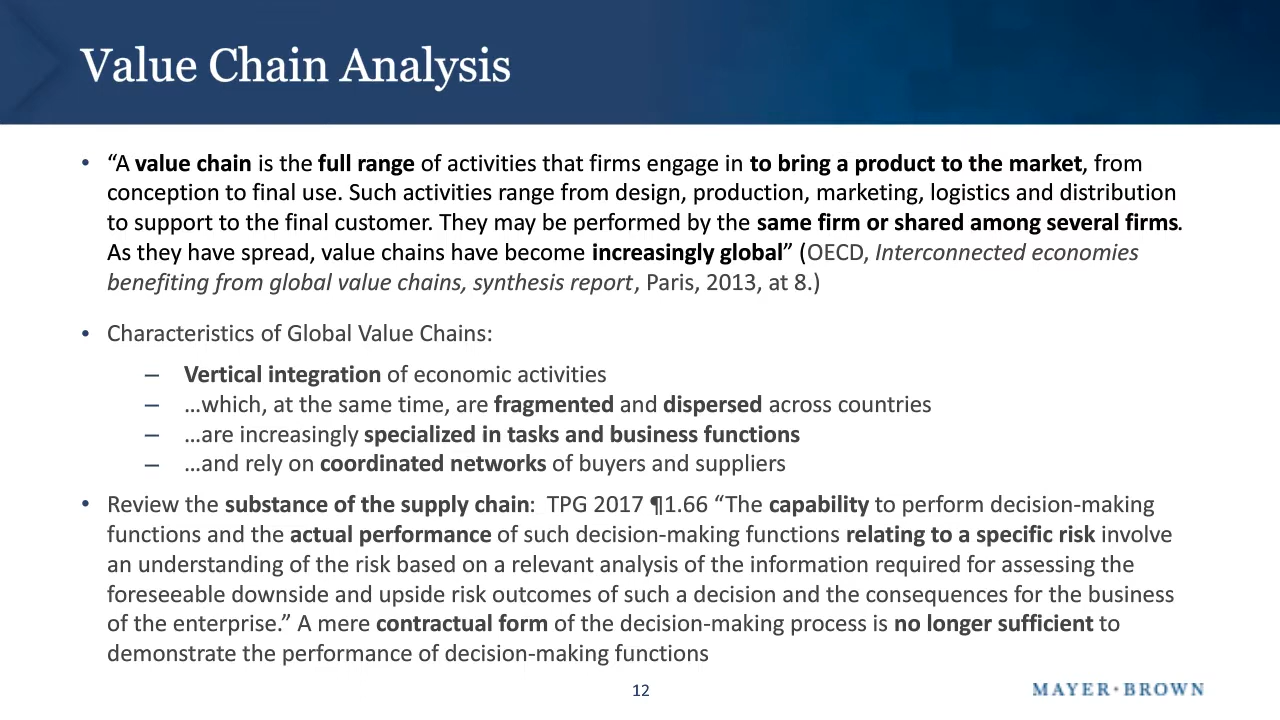 Value Chain Analysis
• “A value chain is the full range of activities that firms engage in to bring a product to the market, from
conception to final use. Such activities range from design, production, marketing, logistics and distribution
to support to the final customer. They may be performed by the same firm or shared among several firms.
As they have spread, value chains have become increasingly global” (OECD, Interconnected economies
benefiting from global value chains, synthesis report, Paris, 2013, at 8.)
• Characteristics of Global Value Chains:
– Vertical integration of economic activities
– …which, at the same time, are fragmented and dispersed across countries
– …are increasingly specialized in tasks and business functions
– …and rely on coordinated networks of buyers and suppliers
• Review the substance of the supply chain: TPG 2017 ¶1.66 “The capability to perform decision-making
functions and the actual performance of such decision-making functions relating to a specific risk involve
an understanding of the risk based on a relevant analysis of the information required for assessing the
foreseeable downside and upside risk outcomes of such a decision and the consequences for the business
of the enterprise.” A mere contractual form of the decision-making process is no longer sufficient to
demonstrate the performance of decision-making functions
12
MAYER•BROWN